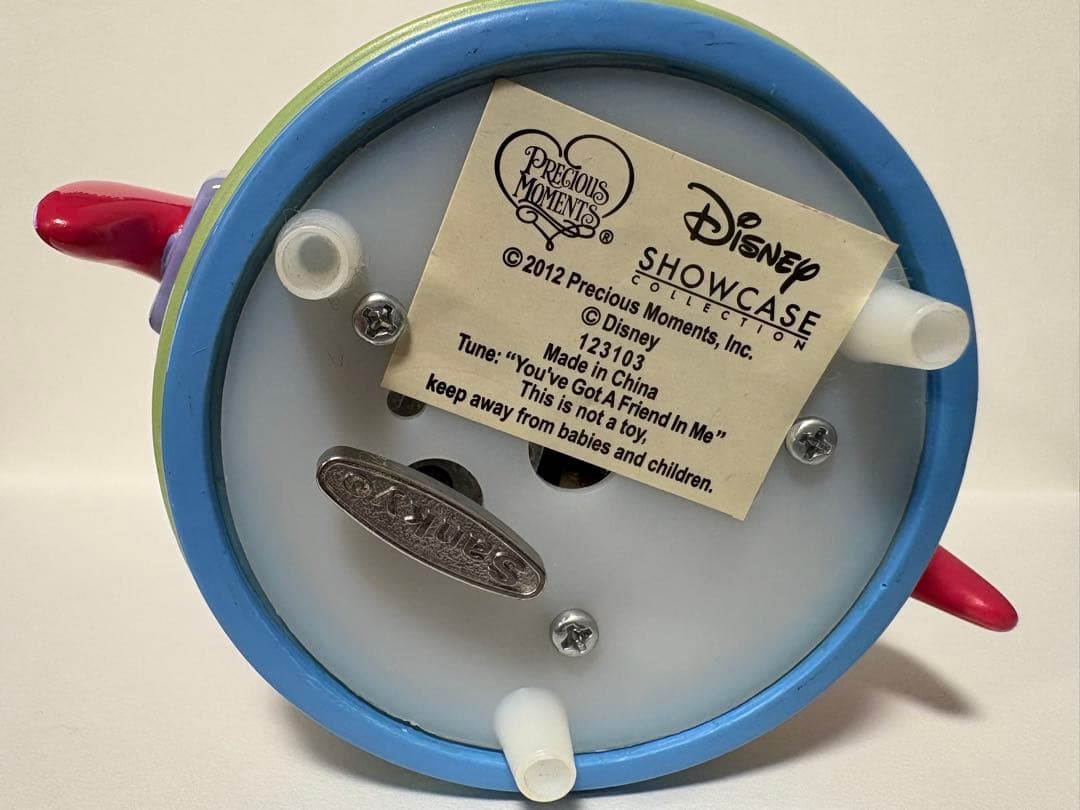 PRECIOUS
MOMENTS®
DISNEY
SHOWCASE
COLLECTION
© 2012 Precious Moments, Inc.
© Disney
123103
Made in China
Tune: “You've Got A Friend In Me”
This is not a toy,
keep away from babies and children.
Sanky®